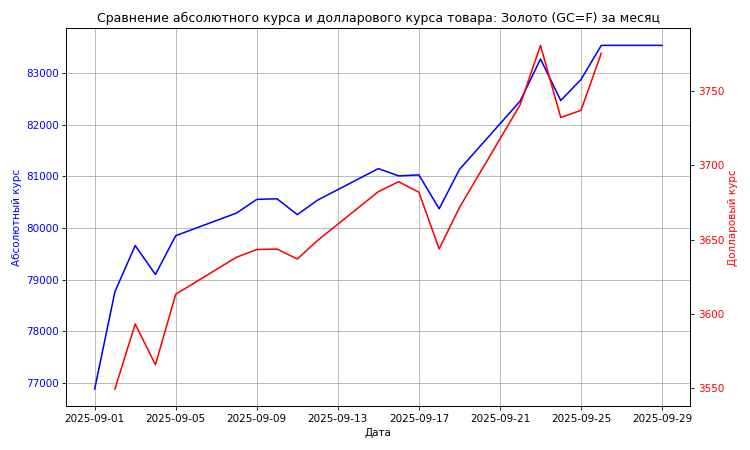 Сравнение абсолютного курса и долларового курса товара: Золото (GC=F) за месяц
Абсолютный курс
83000
82000
81000
80000
79000
78000
77000
3750
3700
3650
3600
3550
Долларовый курс
2025-09-01 2025-09-05 2025-09-09 2025-09-13 2025-09-17 2025-09-21 2025-09-25 2025-09-29
Дата